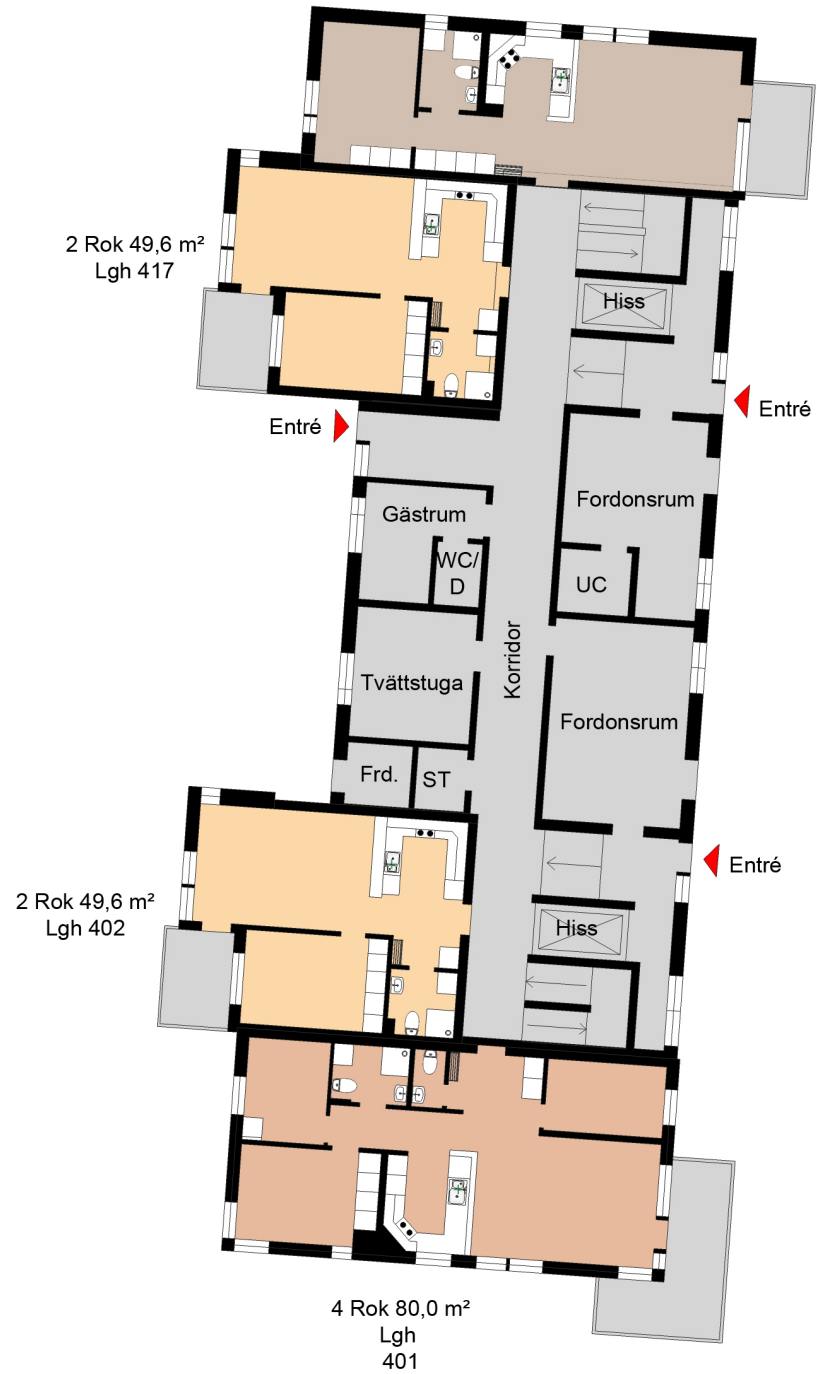 2 Rok 49,6 m²
Lgh 417
Hiss
Entré
Entré
Fordonsrum
Gästrum
WC/
D
UC
Korridor
Tvättstuga
Fordonsrum
Frd.
ST
Entré
2 Rok 49,6 m²
Lgh 402
Hiss
4 Rok 80,0 m²
Lgh
401